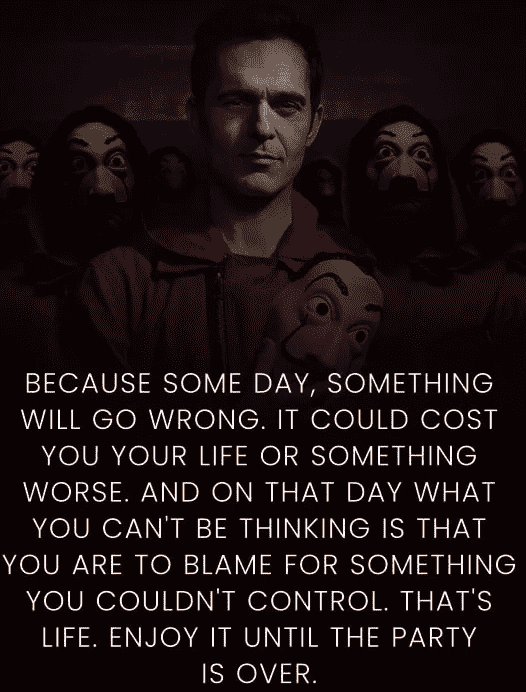 BECAUSE SOME DAY, SOMETHING
WILL GO WRONG. IT COULD COST
YOU YOUR LIFE OR SOMETHING
WORSE. AND ON THAT DAY WHAT
YOU CAN'T BE THINKING IS THAT
YOU ARE TO BLAME FOR SOMETHING
YOU COULDN'T CONTROL. THAT'S
LIFE. ENJOY IT UNTIL THE PARTY
IS OVER.